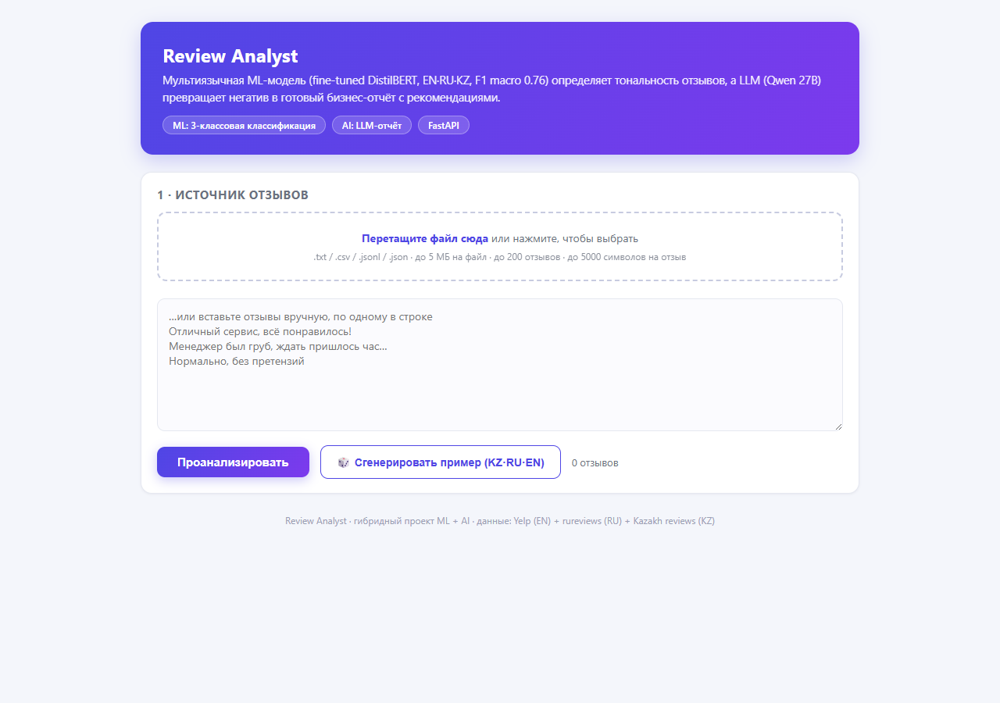 Review Analyst
Мультиязычная ML-модель (fine-tuned DistilBERT, EN·RU·KZ, F1 macro 0.76) определяет тональность отзывов, а LLM (Qwen 27B)
превращает негатив в готовый бизнес-отчёт с рекомендациями.
ML: 3-классовая классификация AI: LLM-отчёт FastAPI
1 · ИСТОЧНИК ОТЗЫВОВ
Перетащите файл сюда или нажмите, чтобы выбрать
.txt / .csv / .jsonl / .json · до 5 МБ на файл · до 200 отзывов · до 5000 символов на отзыв
…или вставьте отзывы вручную, по одному в строке
Отличный сервис, всё понравилось!
Менеджер был груб, ждать пришлось час…
Нормально, без претензий
Проанализировать 🎲 Сгенерировать пример (KZ·RU·EN) 0 отзывов
Review Analyst · гибридный проект ML + AI · данные: Yelp (EN) + rureviews (RU) + Kazakh reviews (KZ)